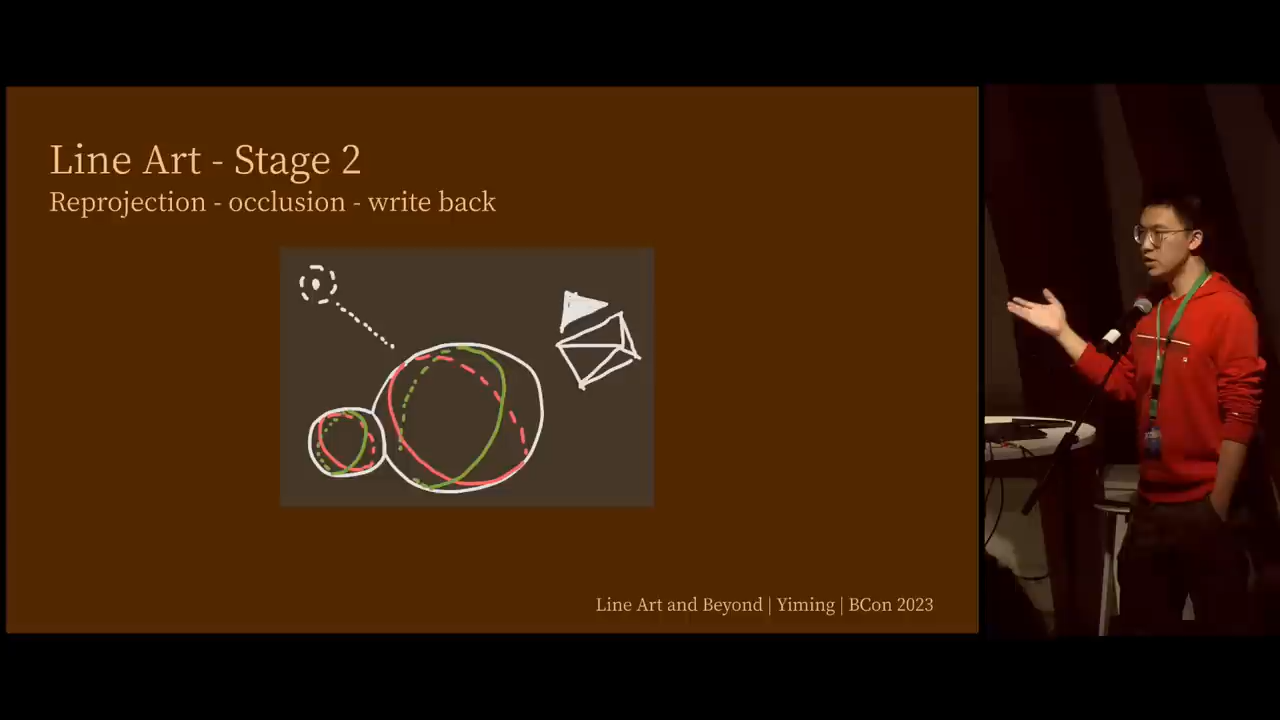 Line Art - Stage 2
Reprojection - occlusion - write back
Line Art and Beyond | Yiming | BCon 2023